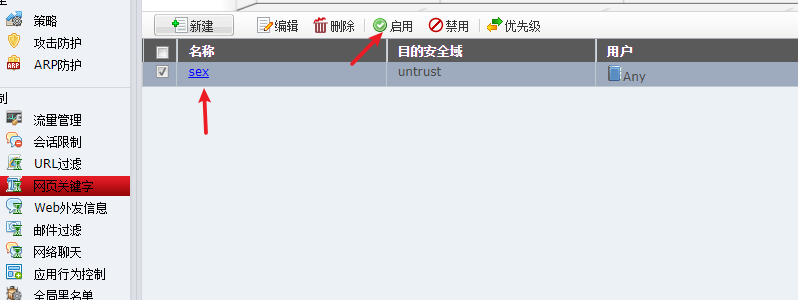 新建 编辑 删除 启用 禁用 优先级
名称 目的安全域 用户
sex untrust Any
策略
攻击防护
ARP防护
制
流量管理
会话限制
URL过滤
网页关键字
Web外发信息
邮件过滤
网络聊天
应用行为控制
全局黑名单